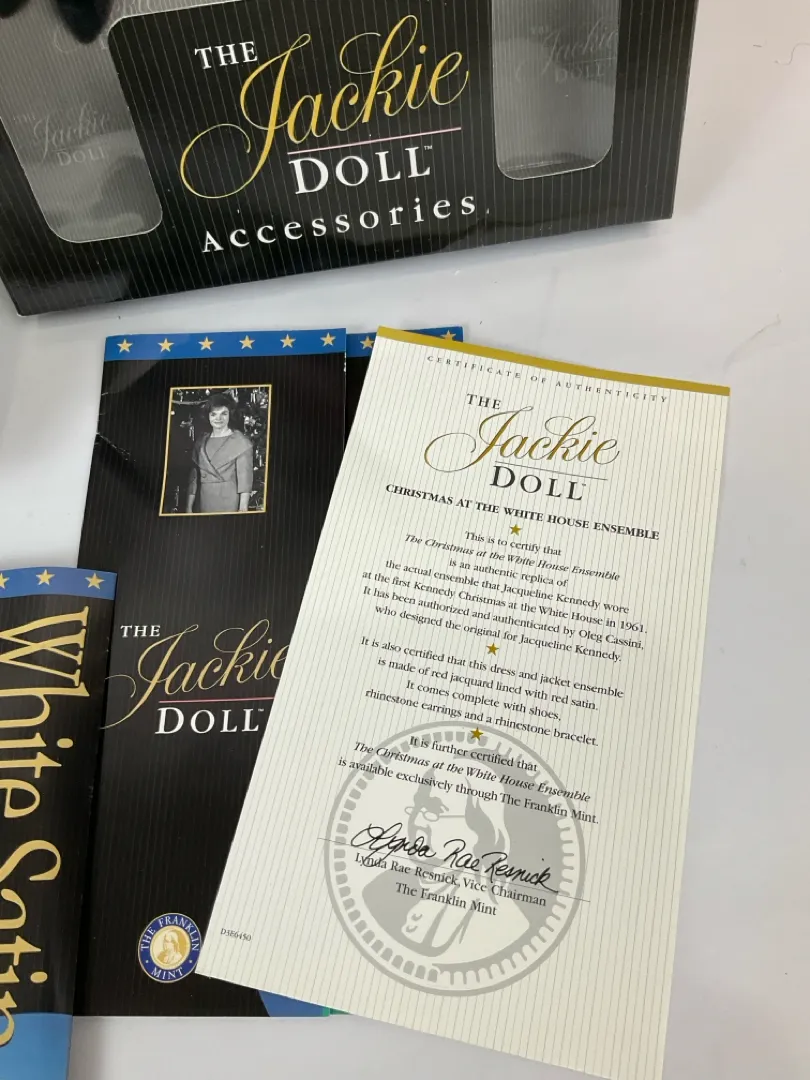 THE
Jackie
DOLL™
Accessories
THE
Jackie
DOLL
Jackie
DOLL
CERTIFICATE OF AUTHENTICITY
THE
Jackie
DOLL™
CHRISTMAS AT THE WHITE HOUSE ENSEMBLE
This is to certify that
The Christmas at the White House Ensemble
is an authentic replica of
the actual ensemble that Jacqueline Kennedy wore
at the first Kennedy Christmas at the White House in 1961.
It has been authorized and authenticated by Oleg Cassini,
who designed the original for Jacqueline Kennedy.
It is also certified that this dress and jacket ensemble
is made of red jacquard lined with red satin.
It comes complete with shoes,
rhinestone earrings and a rhinestone bracelet.
It is further certified that
The Christmas at the White House Ensemble
is available exclusively through The Franklin Mint.
Lynda Rae Resnick
Lynda Rae Resnick, Vice Chairman
The Franklin Mint
D5E6450
THE
Jackie
DOLL™
THE FRANKLIN
MINT
White Satin